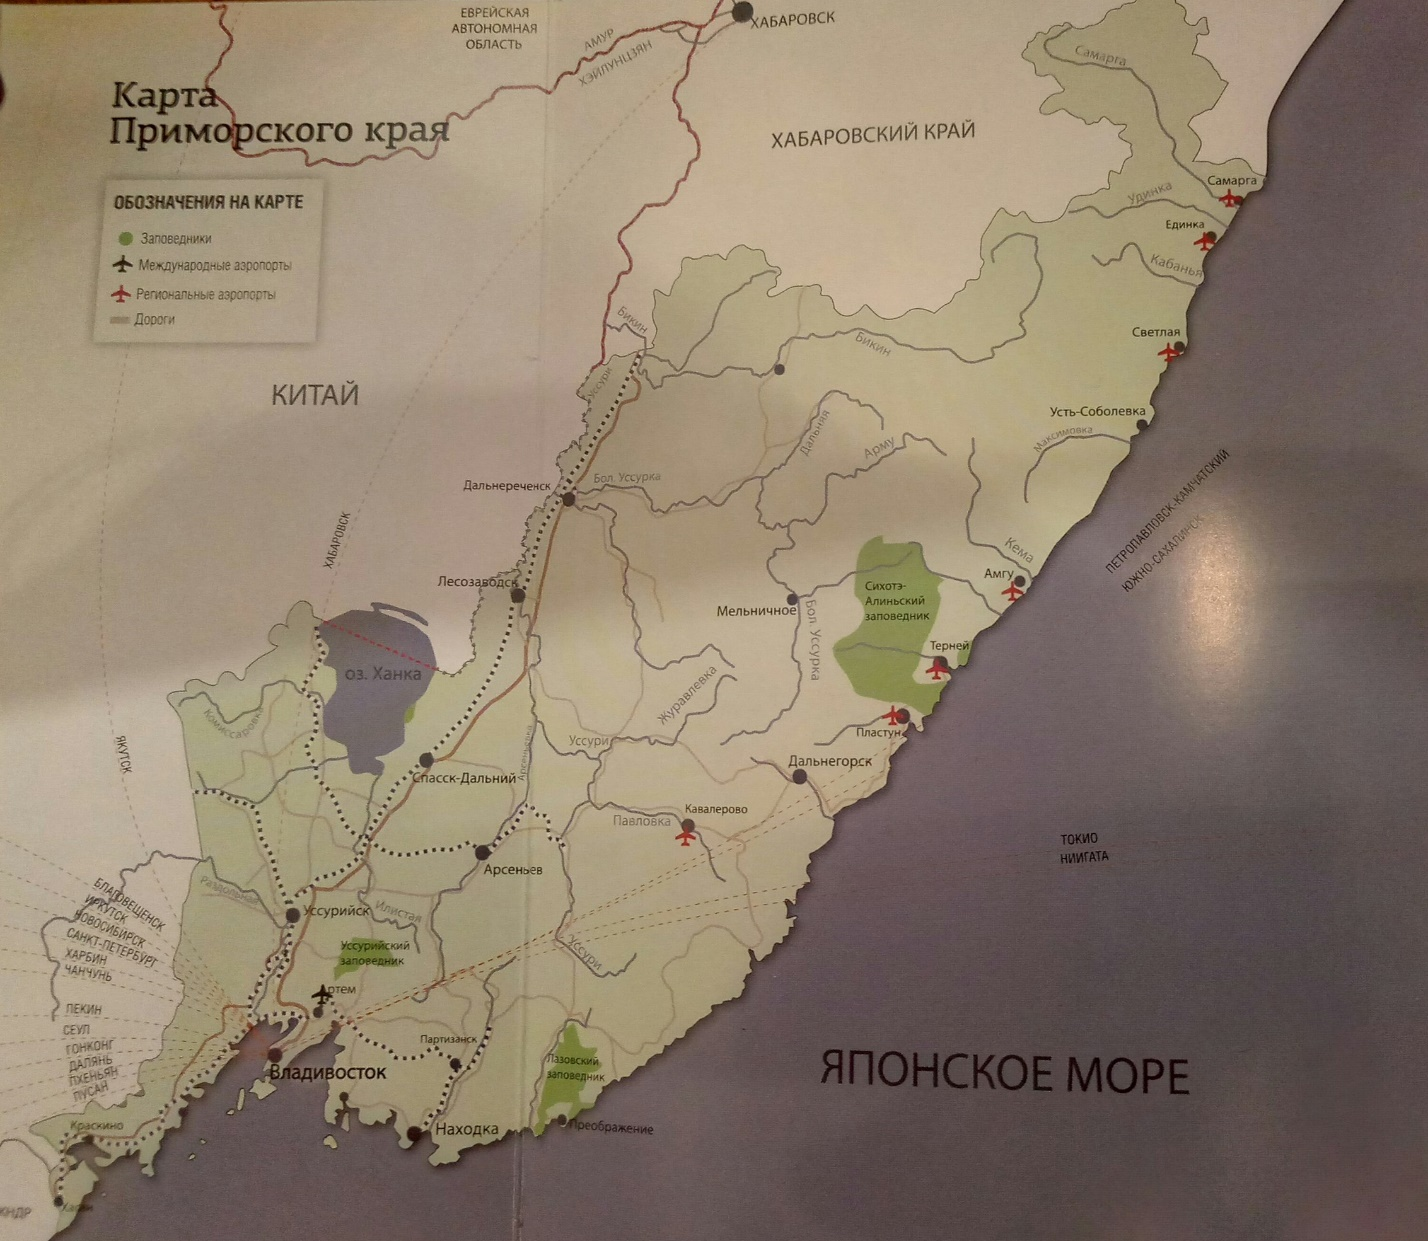 ЕВРЕЙСКАЯ
АВТОНОМНАЯ
ОБЛАСТЬ
АМУР
ХЭЙЛУНЦЗЯН
ХАБАРОВСК
Карта
Приморского края
ОБОЗНАЧЕНИЯ НА КАРТЕ
Заповедники
Международные аэропорты
Региональные аэропорты
Дороги
ХАБАРОВСКИЙ КРАЙ
Самарга
Самарга
Удинка
Единка
Кабанья
Светлая
Усть-Соболевка
Максимовка
Бикин
Бикин
Уссури
КИТАЙ
Дальняя
Арму
Бол. Уссурка
Дальнереченск
ХАБАРОВСК
ПЕТРОПАВЛОВСК-КАМЧАТСКИЙ
ЮЖНО-САХАЛИНСК
Кема
Амгу
Лесозаводск
Мельничное
Бол. Уссурка
Сихотэ-
Алиньский
заповедник
Терней
оз. Ханка
Журавлевка
Комиссаровка
Пластун
Уссури
Арсеньевка
ЯКУТСК
Спасск-Дальний
Дальнегорск
Кавалерово
Павловка
ТОКИО
НИИГАТА
Арсеньев
Раздольная
Уссурийск
Илистая
Уссурийский
заповедник
Уссури
БЛАГОВЕЩЕНСК
ИРКУТСК
НОВОСИБИРСК
САНКТ-ПЕТЕРБУРГ
ХАРБИН
ЧАНЧУНЬ
ПЕКИН
СЕУЛ
ГОНКОНГ
ДАЛЯНЬ
ПХЕНЬЯН
ПУСАН
Артем
Партизанск
Лазовский
заповедник
Владивосток
Находка
Преображение
Краскино
Хасан
КНДР
ЯПОНСКОЕ МОРЕ